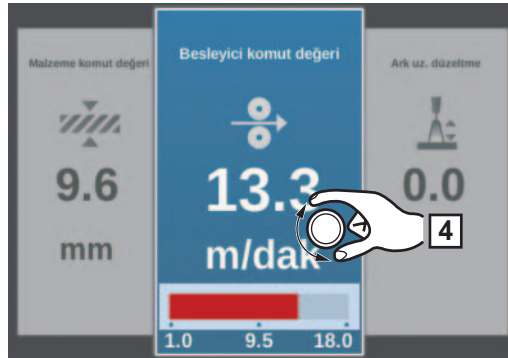 Malzeme komut değeri
9.6
mm
Besleyici komut değeri
13.3
m/dak
1.0 9.5 18.0
Ark uz. düzeltme
0.0
4